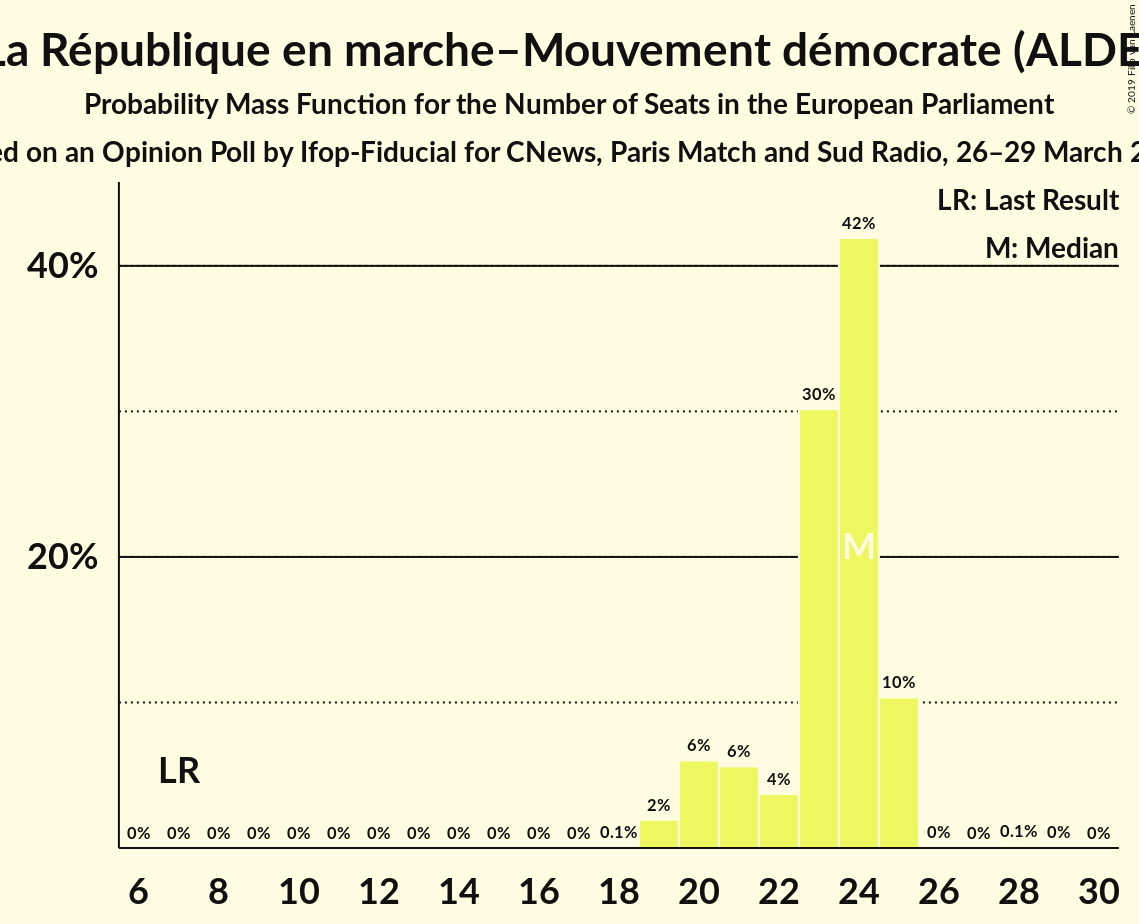 La République en marche–Mouvement démocrate (ALDE
Probability Mass Function for the Number of Seats in the European Parliament
ed on an Opinion Poll by Ifop-Fiducial for CNews, Paris Match and Sud Radio, 26–29 March 2
© 2019
LR: Last Result
M: Median
42%
40%
30%
M
20%
10%
LR
6% 6% 4% 2%
0% 0% 0% 0% 0% 0% 0% 0% 0% 0% 0% 0% 0.1% 0% 0% 0.1% 0% 0%
6 8 10 12 14 16 18 20 22 24 26 28 30